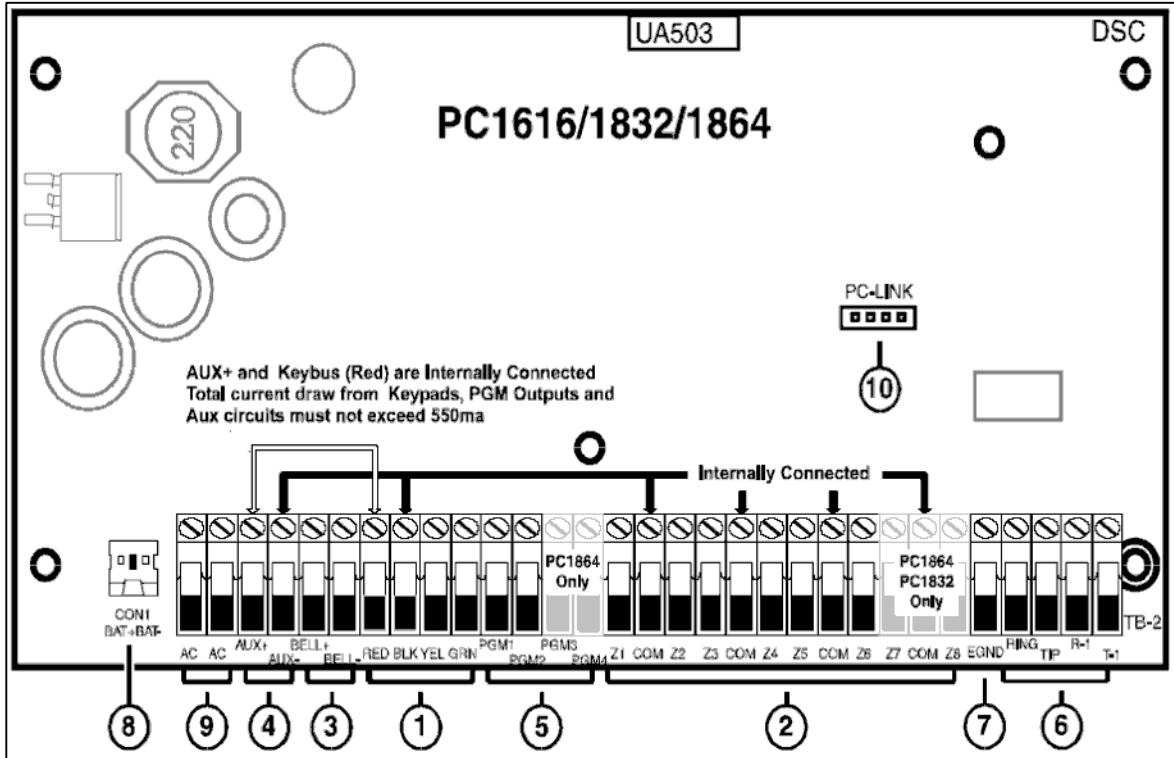 UA503
DSC
PC1616/1832/1864
220
PC-LINK
10
AUX+ and Keybus (Red) are Internally Connected
Total current draw from Keypads, PGM Outputs and
Aux circuits must not exceed 550ma
Internally Connected
PC1864
Only
PC1864
PC1832
Only
CON1
BAT+BAT-
TB-2
AC AC AUX+ AUX- BELL+ BELL- RED BLK YEL GRN PGM1 PGM2 PGM3 PGM4 Z1 COM Z2 Z3 COM Z4 Z5 COM Z6 Z7 COM Z8 EGND RING TIP R-1 T-1
8 9 4 3 1 5 2 7 6